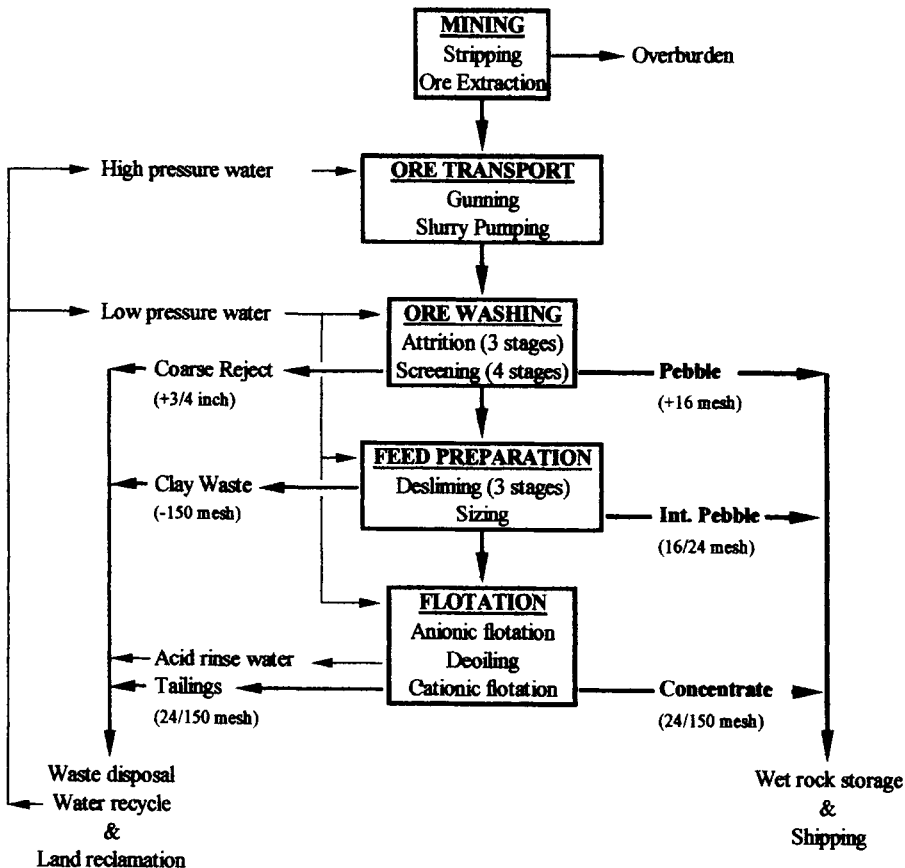 MINING
Stripping
Ore Extraction
Overburden
High pressure water
ORE TRANSPORT
Gunning
Slurry Pumping
Low pressure water
ORE WASHING
Attrition (3 stages)
Screening (4 stages)
Coarse Reject
(+3/4 inch)
Pebble
(+16 mesh)
FEED PREPARATION
Desliming (3 stages)
Sizing
Clay Waste
(-150 mesh)
Int. Pebble
(16/24 mesh)
FLOTATION
Anionic flotation
Deoiling
Cationic flotation
Acid rinse water
Tailings
(24/150 mesh)
Concentrate
(24/150 mesh)
Waste disposal
Water recycle
&
Land reclamation
Wet rock storage
&
Shipping